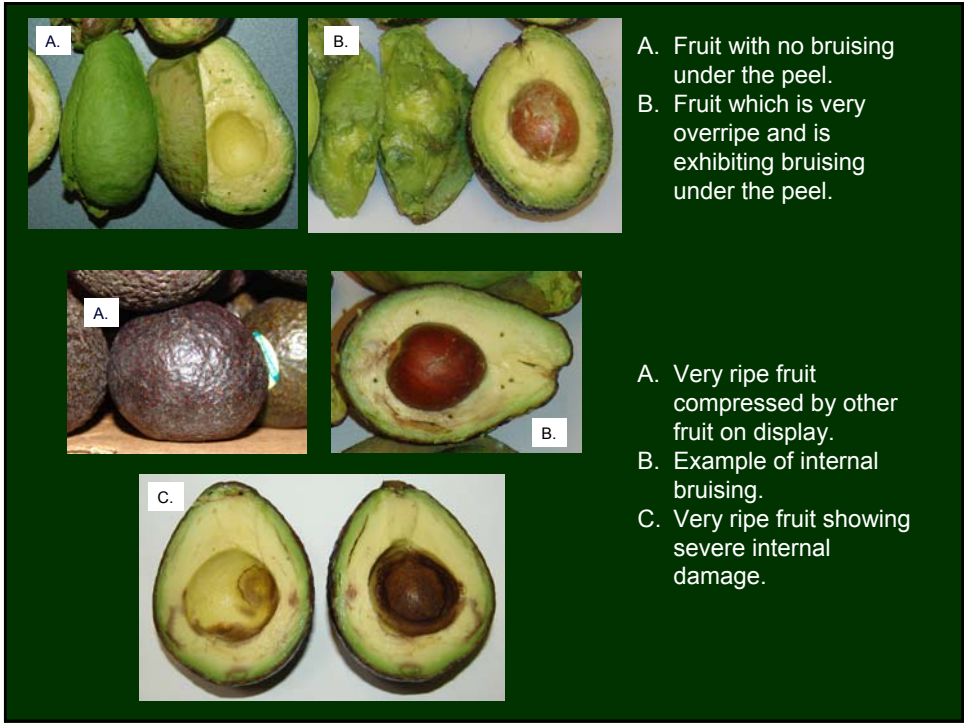 A.
B.
A. Fruit with no bruising
under the peel.
B. Fruit which is very
overripe and is
exhibiting bruising
under the peel.
A.
B.
C.
A. Very ripe fruit
compressed by other
fruit on display.
B. Example of internal
bruising.
C. Very ripe fruit showing
severe internal
damage.